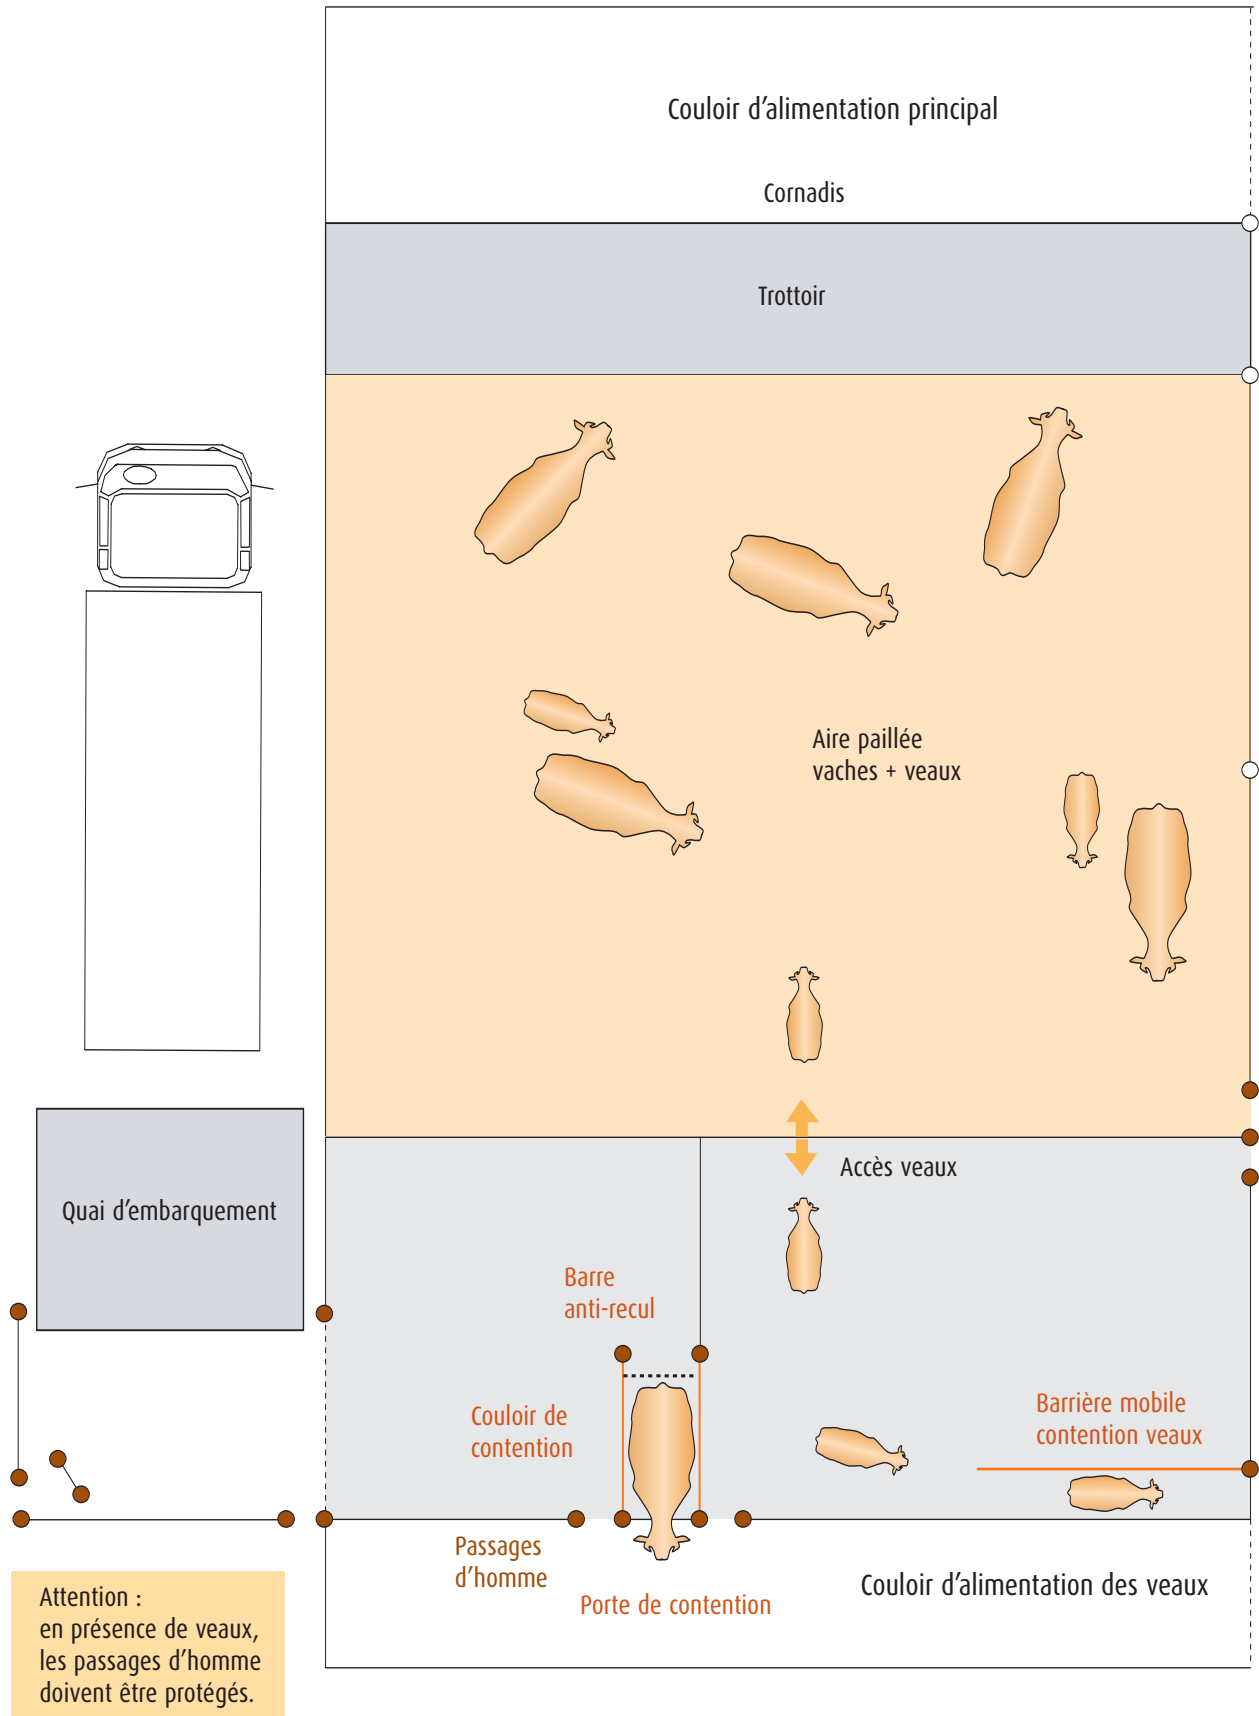 Couloir d'alimentation principal
Cornadis
Trottoir
Aire paillée
vaches + veaux
Accès veaux
Quai d'embarquement
Barre
anti-recul
Couloir de
contention
Barrière mobile
contention veaux
Passages
d'homme
Porte de contention
Couloir d'alimentation des veaux
Attention :
en présence de veaux,
les passages d'homme
doivent être protégés.